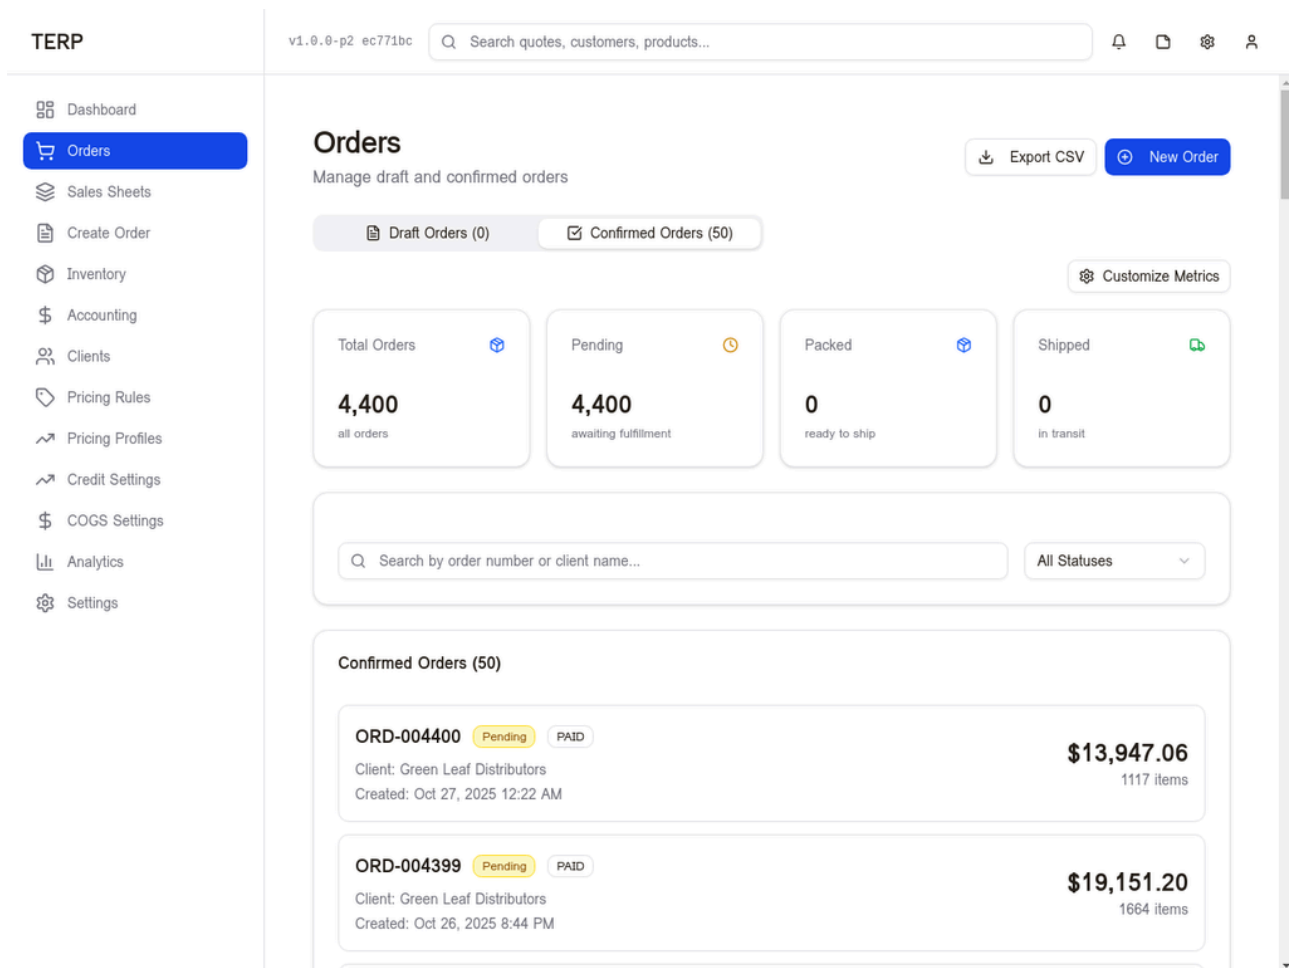 TERP
v1.0.0-p2 ec771bc
Search quotes, customers, products...
Dashboard
Orders
Sales Sheets
Create Order
Inventory
Accounting
Clients
Pricing Rules
Pricing Profiles
Credit Settings
COGS Settings
Analytics
Settings
Orders
Manage draft and confirmed orders
Export CSV
New Order
Draft Orders (0)
Confirmed Orders (50)
Customize Metrics
Total Orders
4,400
all orders
Pending
4,400
awaiting fulfillment
Packed
0
ready to ship
Shipped
0
in transit
Search by order number or client name...
All Statuses
Confirmed Orders (50)
ORD-004400 Pending PAID
Client: Green Leaf Distributors
Created: Oct 27, 2025 12:22 AM
$13,947.06
1117 items
ORD-004399 Pending PAID
Client: Green Leaf Distributors
Created: Oct 26, 2025 8:44 PM
$19,151.20
1664 items